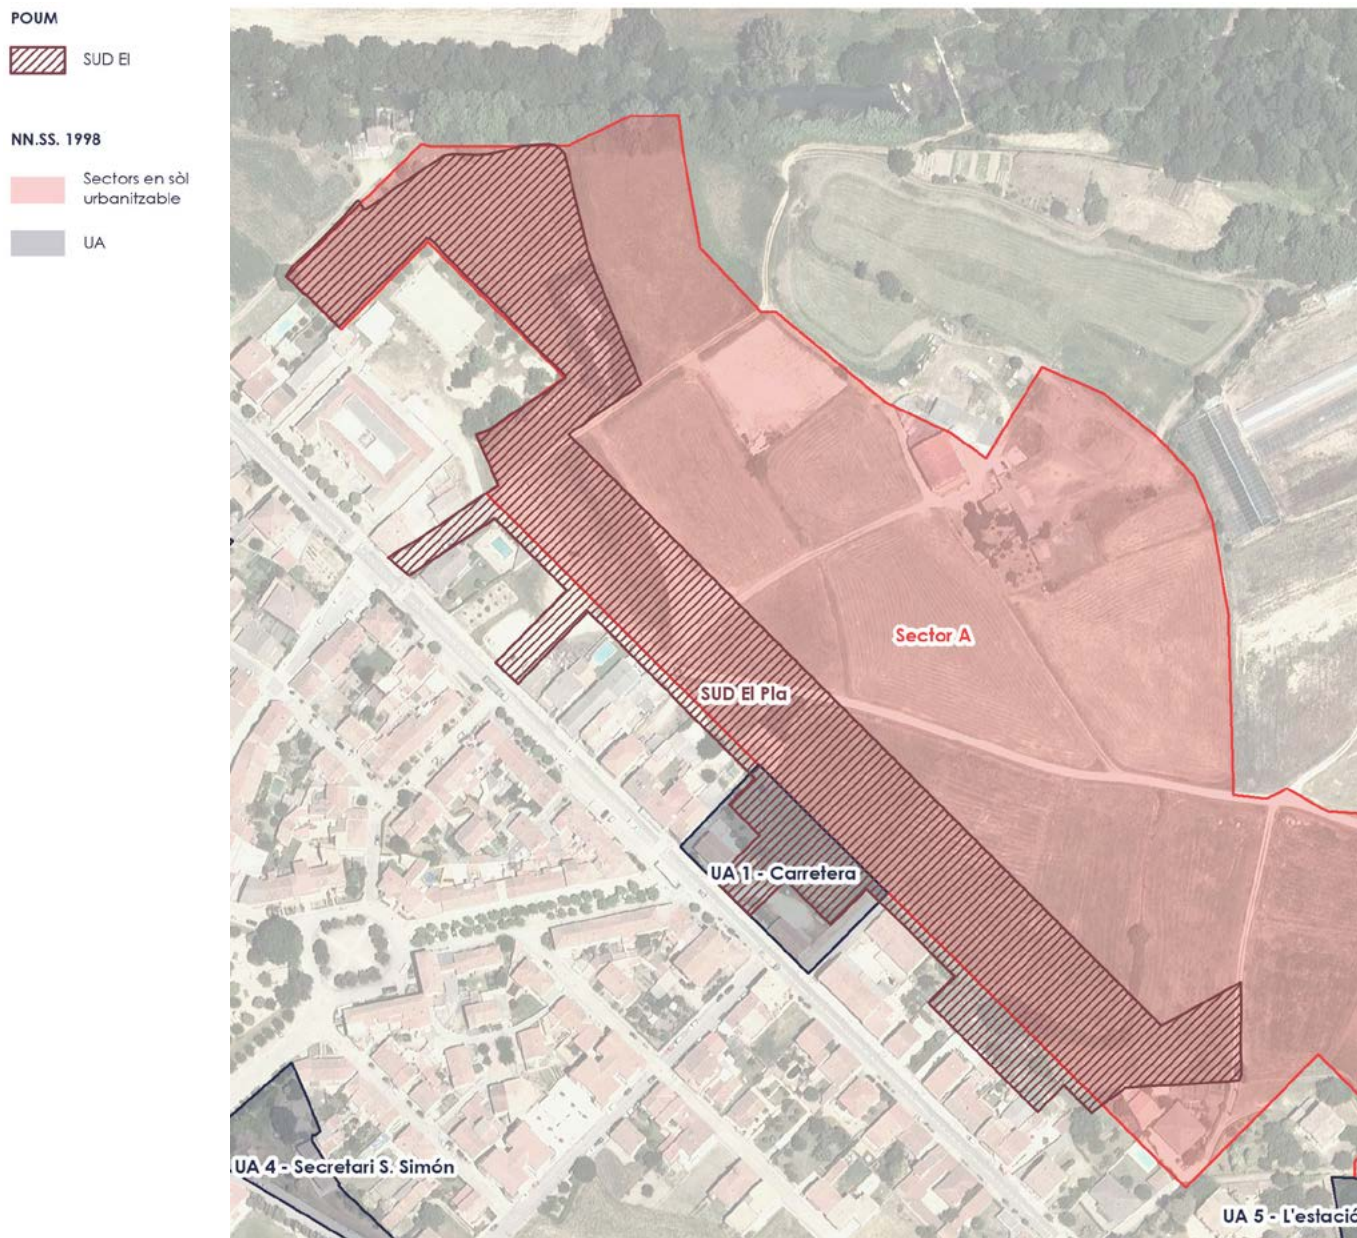 POUM
SUD EI
NN.SS. 1998
Sectors en sòl
urbanitzable
UA
Sector A
SUD El Pla
UA 1 - Carretera
UA 4 - Secretari S. Simón
UA 5 - L'estació